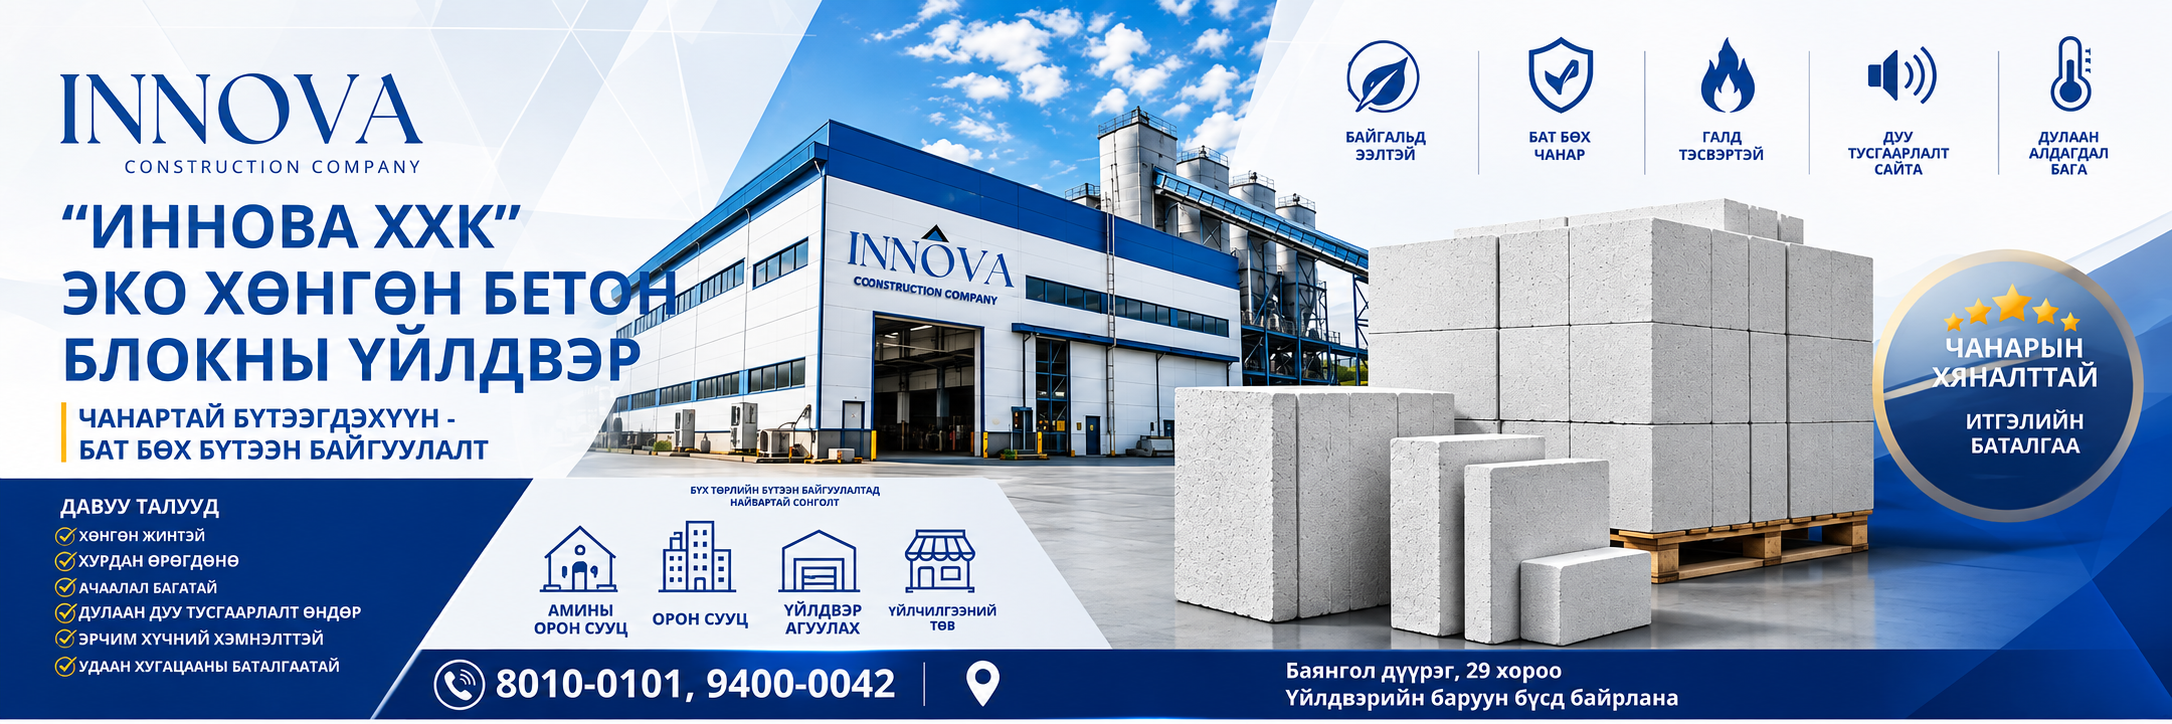 INNOVA
CONSTRUCTION COMPANY
“ИННОВА ХХК”
ЭКО ХӨНГӨН БЕТОН
БЛОКНЫ ҮЙЛДВЭР
ЧАНАРТАЙ БҮТЭЭГДЭХҮҮН -
БАТ БӨХ БҮТЭЭН БАЙГУУЛАЛТ
INNOVA
COONSTRUCTION COMPANY
БАЙГАЛЬД
ЭЭЛТЭЙ
БАТ БӨХ
ЧАНАР
ГАЛД
ТЭСВЭРТЭЙ
ДУУ
ТУСГААРЛАЛТ
САЙТА
ДУЛААН
АЛДАГДАЛ
БАГА
ЧАНАРЫН
ХЯНАЛТТАЙ
ИТГЭЛИЙН
БАТАЛГАА
ДАВУУ ТАЛУУД
ХӨНГӨН ЖИНТЭЙ
ХУРДАН ӨРӨГДӨНӨ
АЧААЛАЛ БАГАТАЙ
ДУЛААН ДУУ ТУСГААРЛАЛТ ӨНДӨР
ЭРЧИМ ХҮЧНИЙ ХЭМНЭЛТТЭЙ
УДААН ХУГАЦААНЫ БАТАЛГААТАЙ
БҮХ ТӨРЛИЙН БҮТЭЭН БАЙГУУЛАЛТАД
НАЙВАРТАЙ СОНГОЛТ
АМИНЫ
ОРОН СУУЦ
ОРОН СУУЦ
ҮЙЛДВЭР
АГУУЛАХ
ҮЙЛЧИЛГЭЭНИЙ
ТӨВ
8010-0101, 9400-0042
Баянгол дүүрэг, 29 хороо
Үйлдвэрийн баруун бүсд байрлана